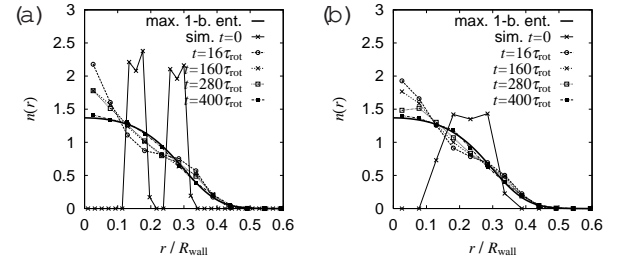 (a)
max. 1-b. ent.
sim. t=0
t=16τrot
t=160τrot
t=280τrot
t=400τrot
n(r)
3
2.5
2
1.5
1
0.5
0
0 0.1 0.2 0.3 0.4 0.5 0.6
r / Rwall
(b)
max. 1-b. ent.
sim. t=0
t=16τrot
t=160τrot
t=280τrot
t=400τrot
n(r)
3
2.5
2
1.5
1
0.5
0
0 0.1 0.2 0.3 0.4 0.5 0.6
r / Rwall